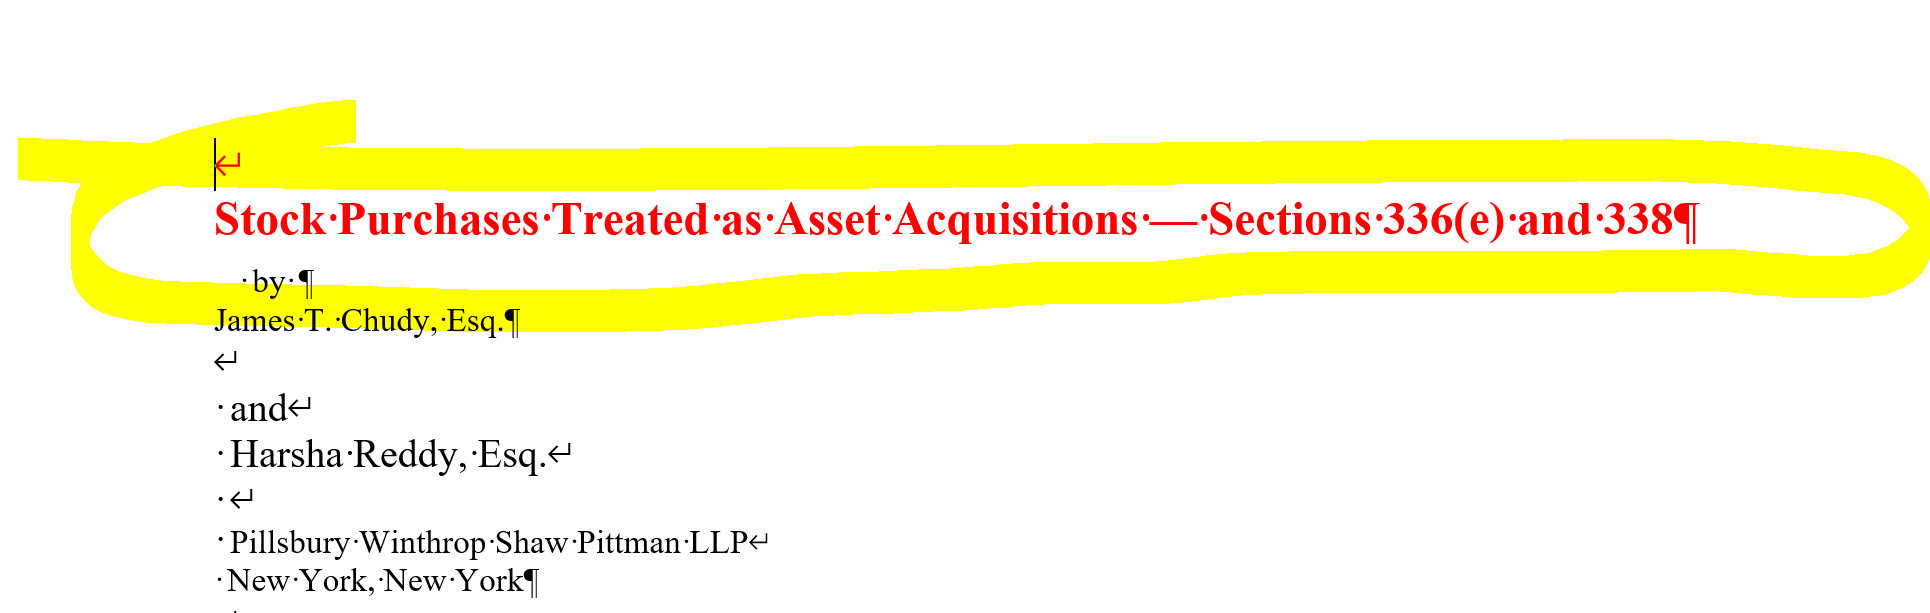 Stock Purchases Treated as Asset Acquisitions — Sections 336(e) and 338
by
James T. Chudy, Esq.
and
Harsha Reddy, Esq.
Pillsbury Winthrop Shaw Pittman LLP
New York, New York